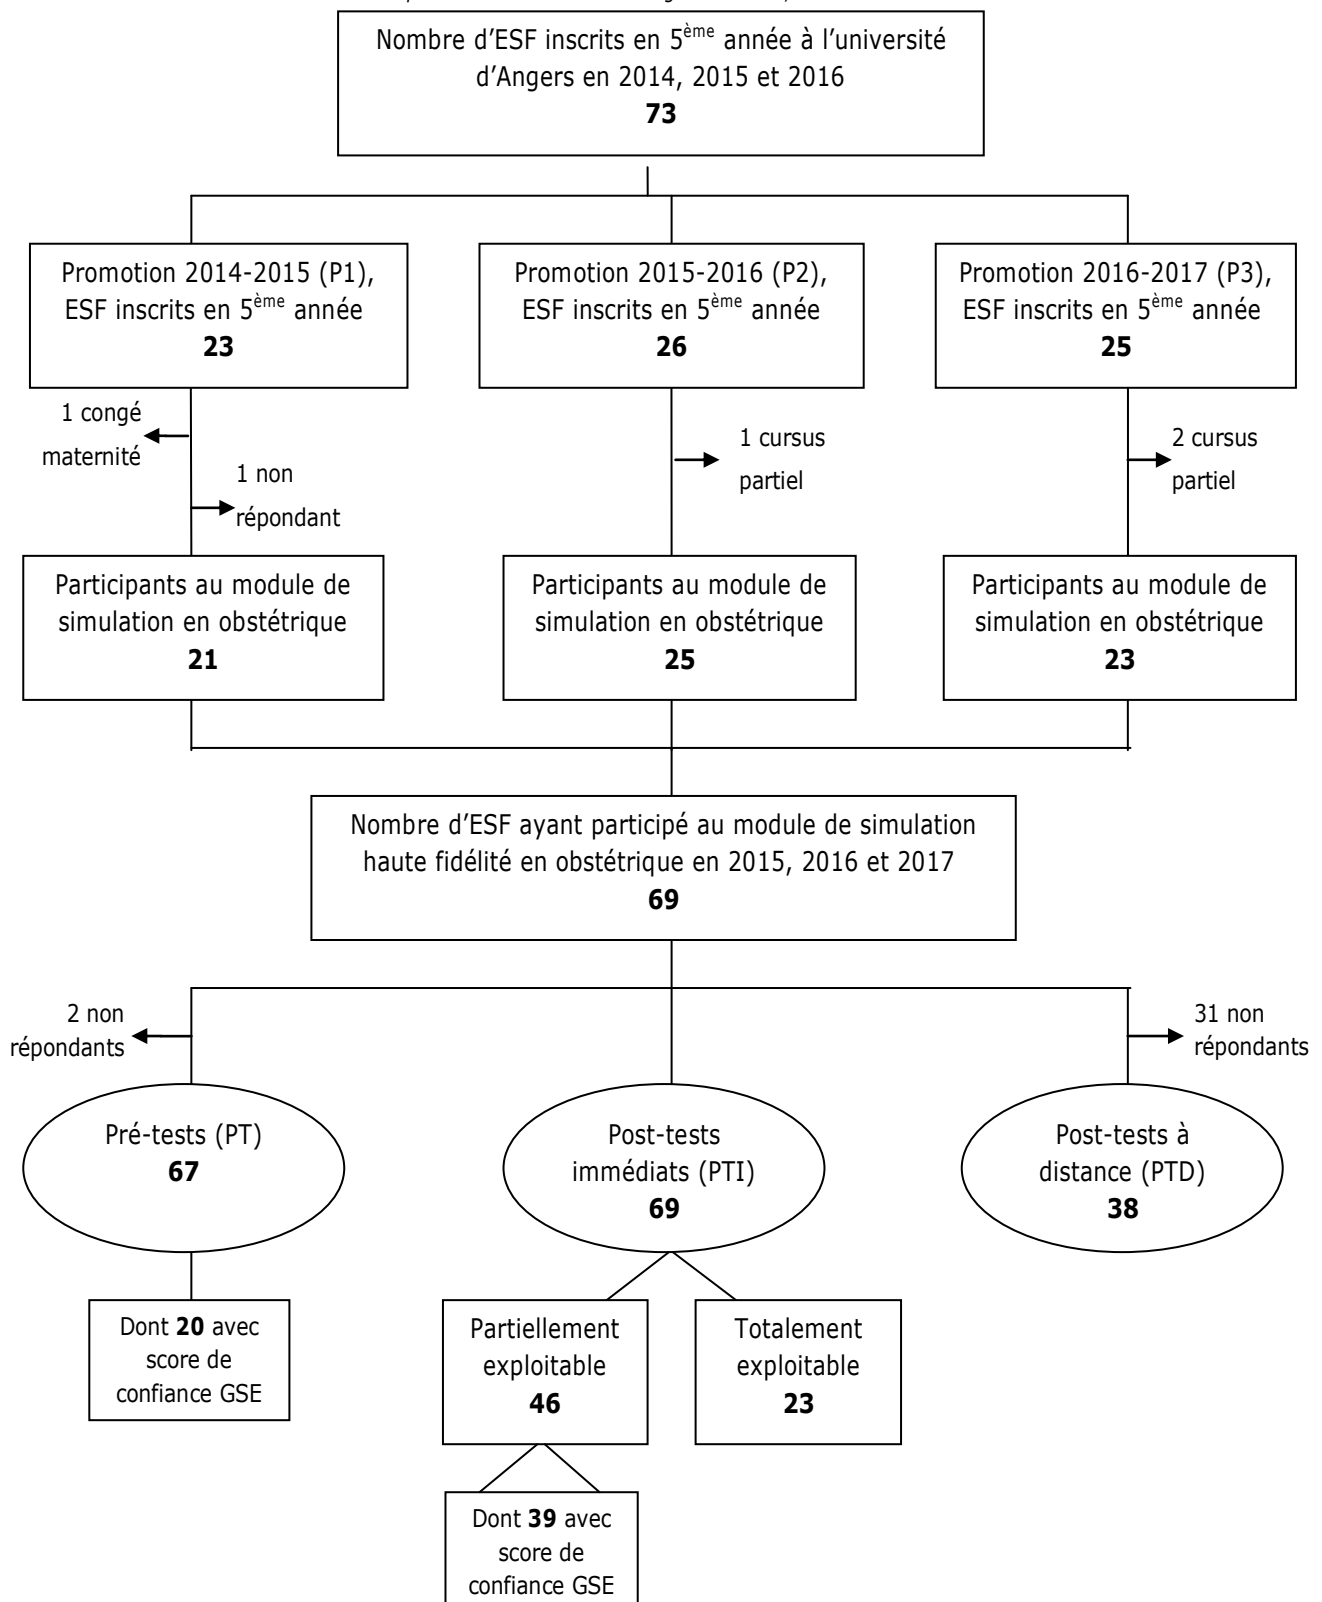 Nombre d'ESF inscrits en 5ème année à l'université
d'Angers en 2014, 2015 et 2016
73
Promotion 2014-2015 (P1),
ESF inscrits en 5ème année
23
Promotion 2015-2016 (P2),
ESF inscrits en 5ème année
26
Promotion 2016-2017 (P3),
ESF inscrits en 5ème année
25
1 congé
maternité
1 non
répondant
1 cursus
partiel
2 cursus
partiel
Participants au module de
simulation en obstétrique
21
Participants au module de
simulation en obstétrique
25
Participants au module de
simulation en obstétrique
23
Nombre d'ESF ayant participé au module de simulation
haute fidélité en obstétrique en 2015, 2016 et 2017
69
2 non
répondants
31 non
répondants
Pré-tests (PT)
67
Post-tests
immédiats (PTI)
69
Post-tests à
distance (PTD)
38
Dont 20 avec
score de
confiance GSE
Partiellement
exploitable
46
Totalement
exploitable
23
Dont 39 avec
score de
confiance GSE